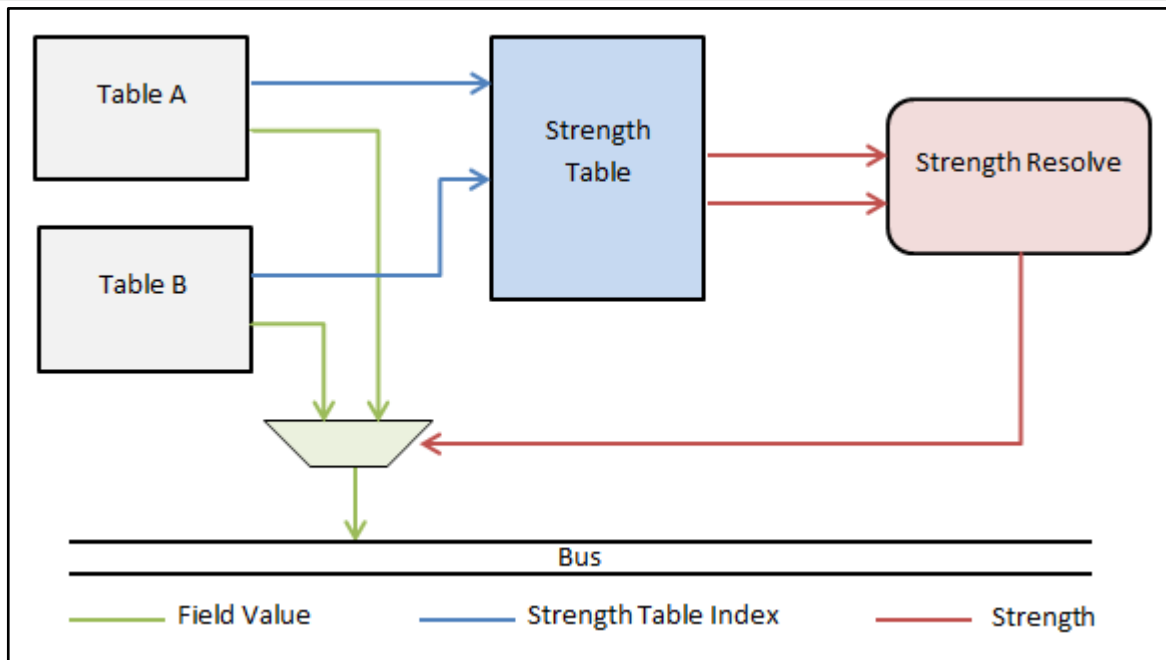 Table A
Strength
Table
Strength Resolve
Table B
Bus
Field Value
Strength Table Index
Strength